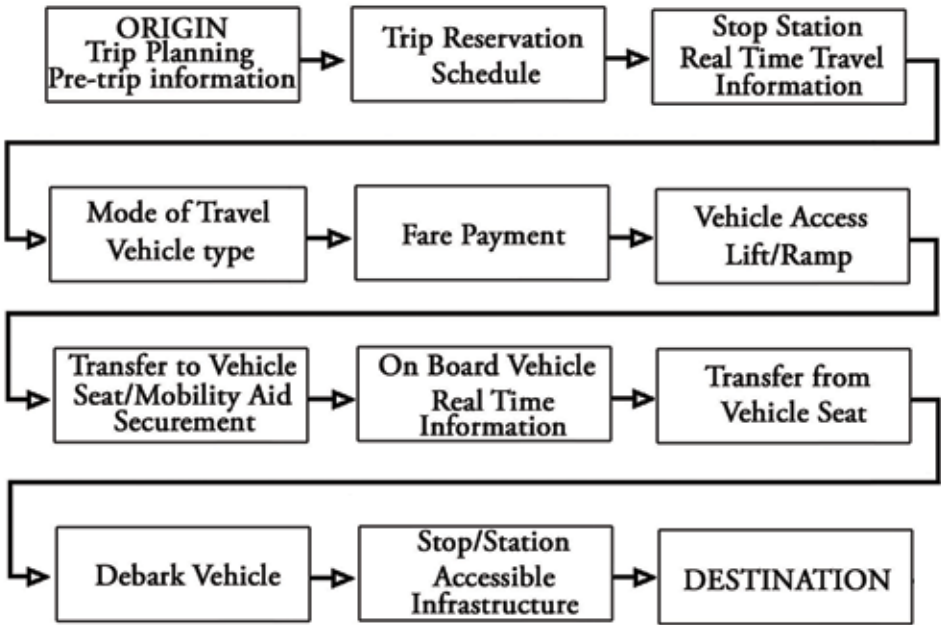 ORIGIN
Trip Planning
Pre-trip information
Trip Reservation
Schedule
Stop Station
Real Time Travel
Information
Mode of Travel
Vehicle type
Fare Payment
Vehicle Access
Lift/Ramp
Transfer to Vehicle
Seat/Mobility Aid
Securement
On Board Vehicle
Real Time
Information
Transfer from
Vehicle Seat
Debark Vehicle
Stop/Station
Accessible
Infrastructure
DESTINATION